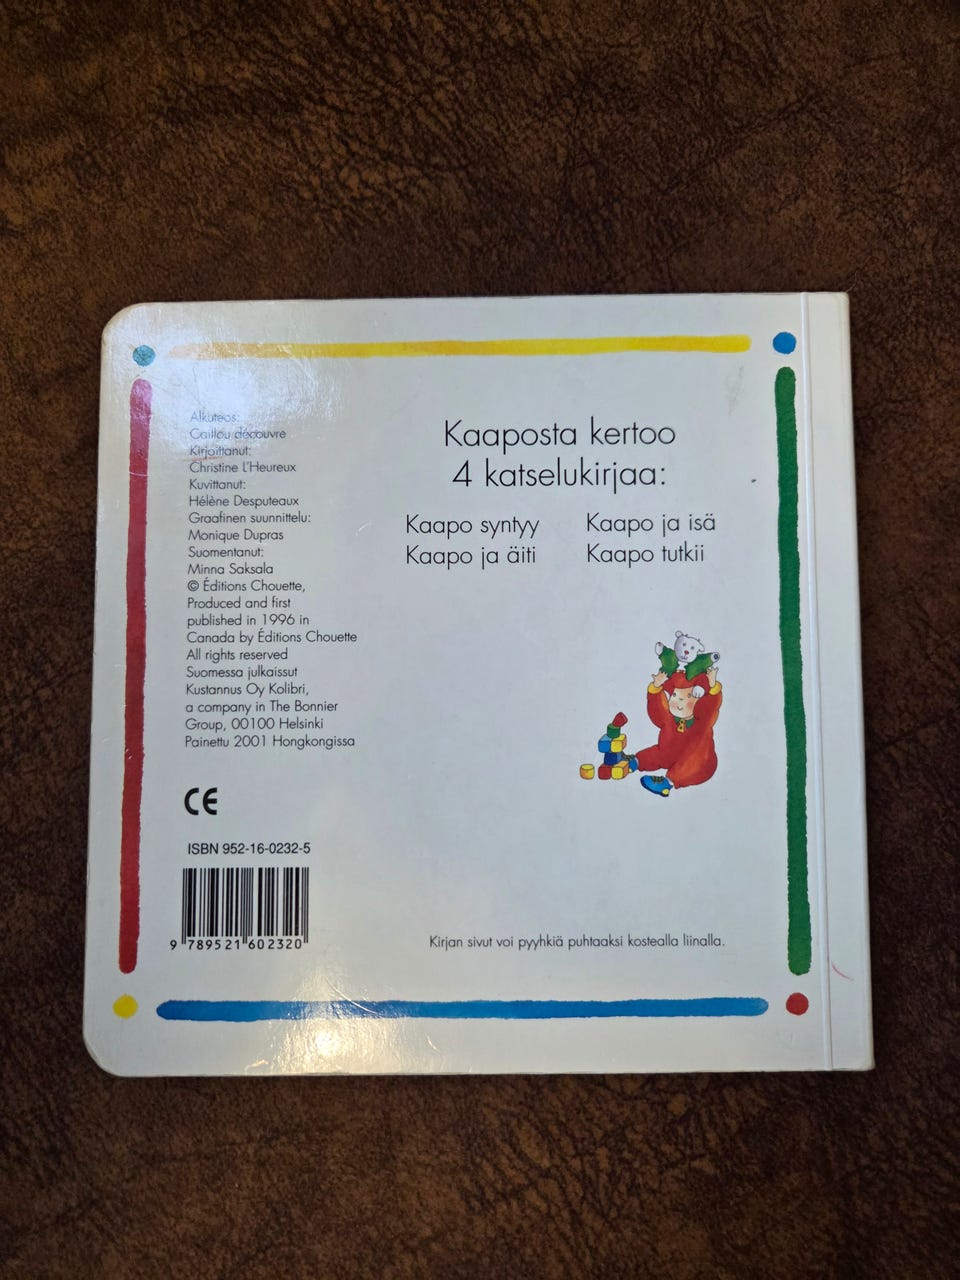 Alkuteos:
Caillou découvre
Kirjoittanut:
Christine L'Heureux
Kuvittanut:
Hélène Desputeaux
Graafinen suunnittelu:
Monique Dupras
Suomentanut:
Minna Saksala
© Éditions Chouette,
Produced and first
published in 1996 in
Canada by Éditions Chouette
All rights reserved
Suomessa julkaissut
Kustannus Oy Kolibri,
a company in The Bonnier
Group, 00100 Helsinki
Painettu 2001 Hongkongissa
CE
ISBN 952-16-0232-5
9 789521 602320
Kaaposta kertoo
4 katselukirjaa:
Kaapo syntyy
Kaapo ja äiti
Kaapo ja isä
Kaapo tutkii
Kirjan sivut voi pyyhkiä puhtaaksi kostealla liinalla.